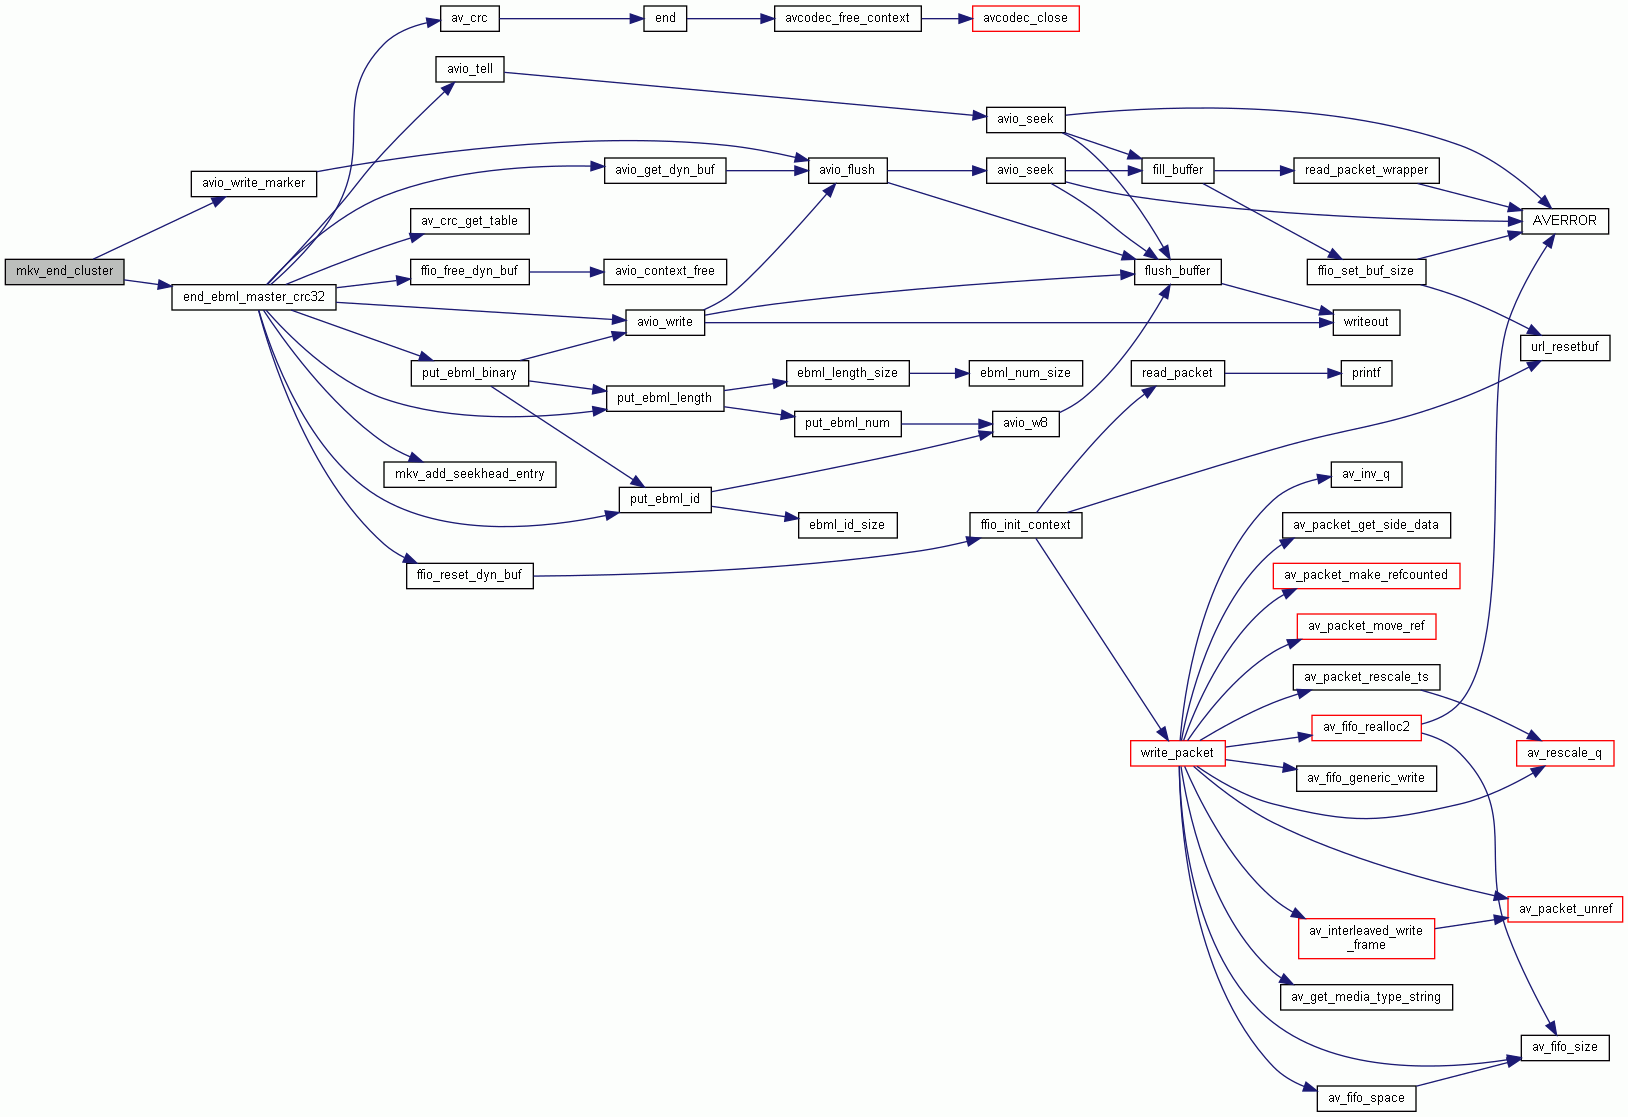 av_crc
end
avcodec_free_context
avcodec_close
avio_tell
avio_seek
avio_write_marker
avio_get_dyn_buf
avio_flush
avio_seek
fill_buffer
read_packet_wrapper
av_crc_get_table
AVERROR
mkv_end_cluster
ffio_free_dyn_buf
avio_context_free
flush_buffer
ffio_set_buf_size
end_ebml_master_crc32
avio_write
writeout
url_resetbuf
put_ebml_binary
ebml_length_size
ebml_num_size
read_packet
printf
put_ebml_length
put_ebml_num
avio_w8
mkv_add_seekhead_entry
av_inv_q
put_ebml_id
ebml_id_size
ffio_init_context
av_packet_get_side_data
ffio_reset_dyn_buf
av_packet_make_refcounted
av_packet_move_ref
av_packet_rescale_ts
av_fifo_realloc2
write_packet
av_rescale_q
av_fifo_generic_write
av_packet_unref
av_interleaved_write
_frame
av_get_media_type_string
av_fifo_size
av_fifo_space